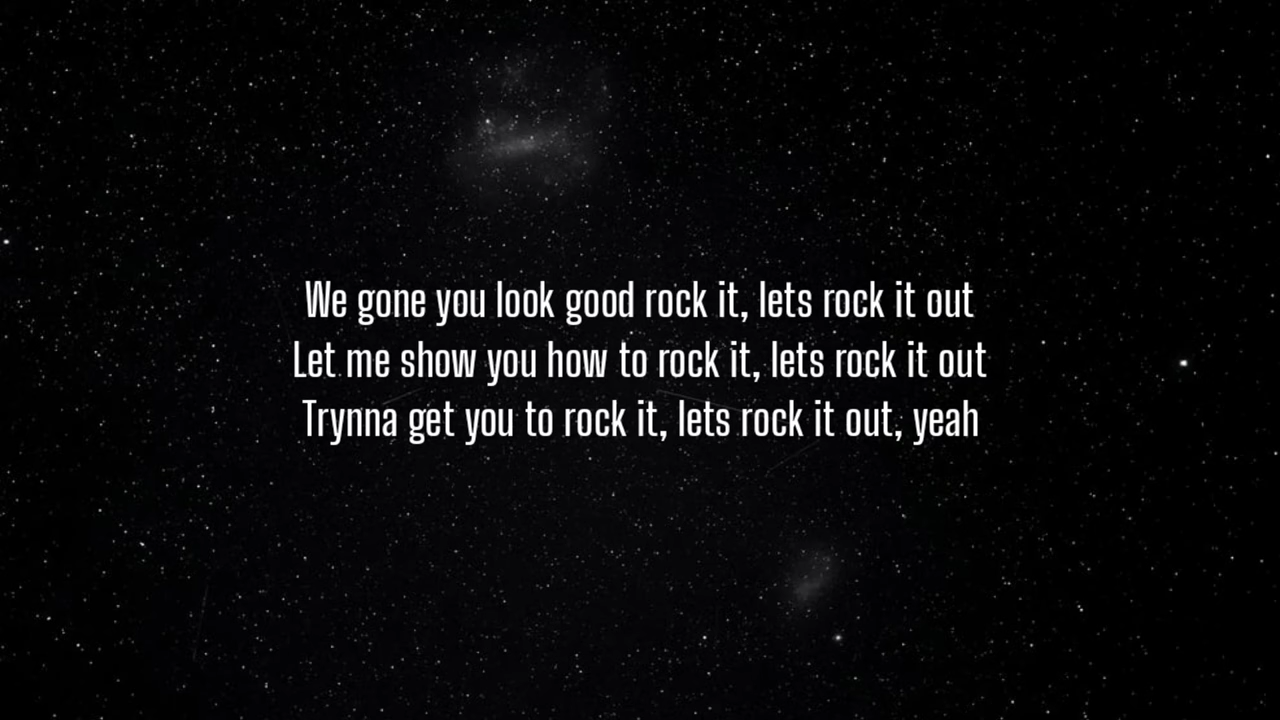 We gone you look good rock it, lets rock it out
Let me show you how to rock it, lets rock it out
Trynna get you to rock it, lets rock it out, yeah